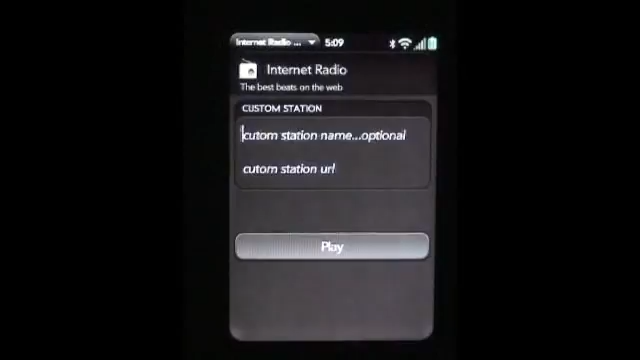 Internet Radio ... 5:09
Internet Radio
The best beats on the web
CUSTOM STATION
cutom station name...optional
cutom station url
Play